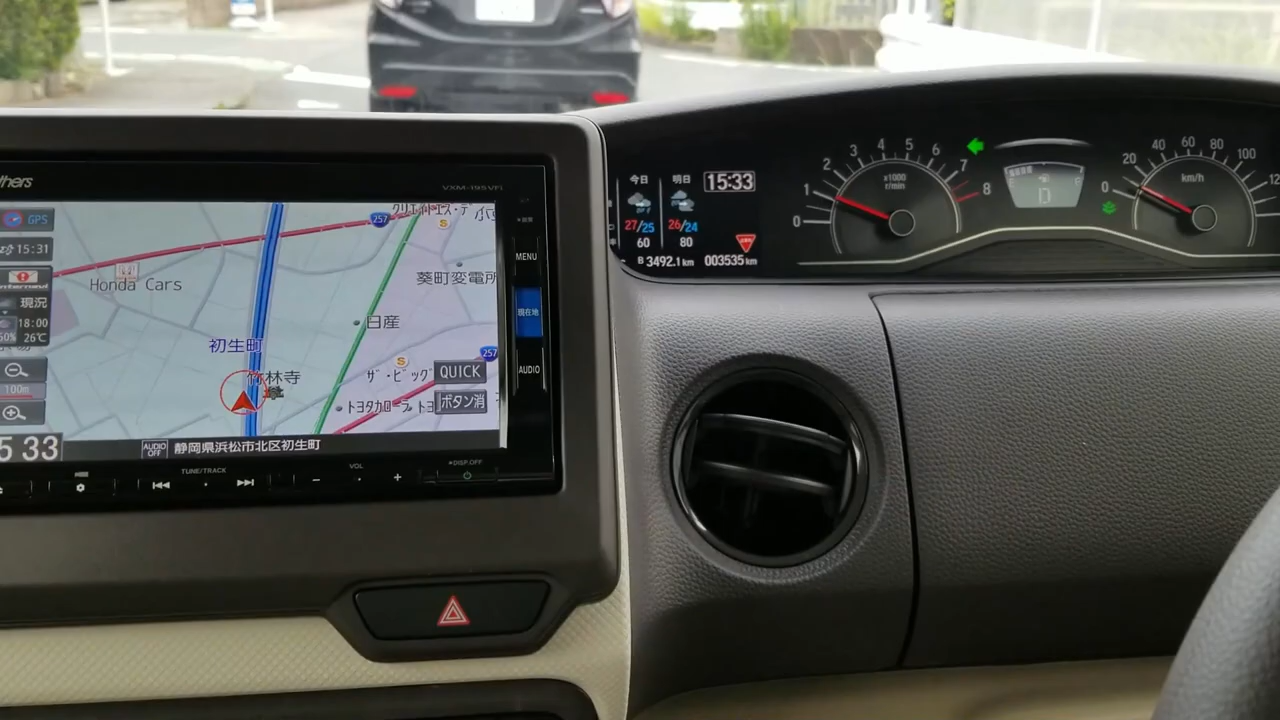 thers
VXM-195VFi
GPS
15:31
現況
18:00
50% 26℃
100m
5 33
257
クリエイトエス・テ
Honda Cars
葵町変電所
日産
初生町
竹林寺
257
ザ・ビッグ
トヨタカローラ
QUICK
ボタン消
AUDIO OFF
静岡県浜松市北区初生町
MENU
現在地
AUDIO
TUNE/TRACK
VOL
DISP.OFF
今日 明日
27/25 26/24
60 80
15:33
B 3492.1 km 003535 km
0 1 2 3 4 5 6 7 8
x1000
r/min
D
0 20 40 60 80 100 12
km/h